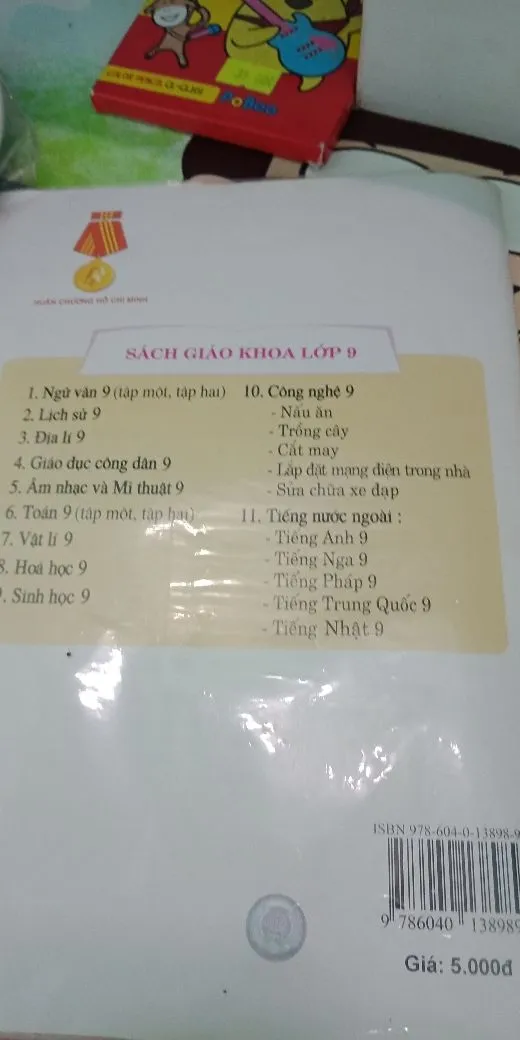 COLOR PENCIL
PoBoo
HUÂN CHƯƠNG HỒ CHÍ MINH
SÁCH GIÁO KHOA LỚP 9
1. Ngữ văn 9 (tập một, tập hai)
2. Lịch sử 9
3. Địa lí 9
4. Giáo dục công dân 9
5. Âm nhạc và Mĩ thuật 9
6. Toán 9 (tập một, tập hai)
7. Vật lí 9
8. Hoá học 9
. Sinh học 9
10. Công nghệ 9
- Nấu ăn
- Trồng cây
- Cắt may
- Lắp đặt mạng điện trong nhà
- Sửa chữa xe đạp
11. Tiếng nước ngoài :
- Tiếng Anh 9
- Tiếng Nga 9
- Tiếng Pháp 9
- Tiếng Trung Quốc 9
- Tiếng Nhật 9
ISBN 978-604-0-13898-9
9 786040 138989
Giá: 5.000đ